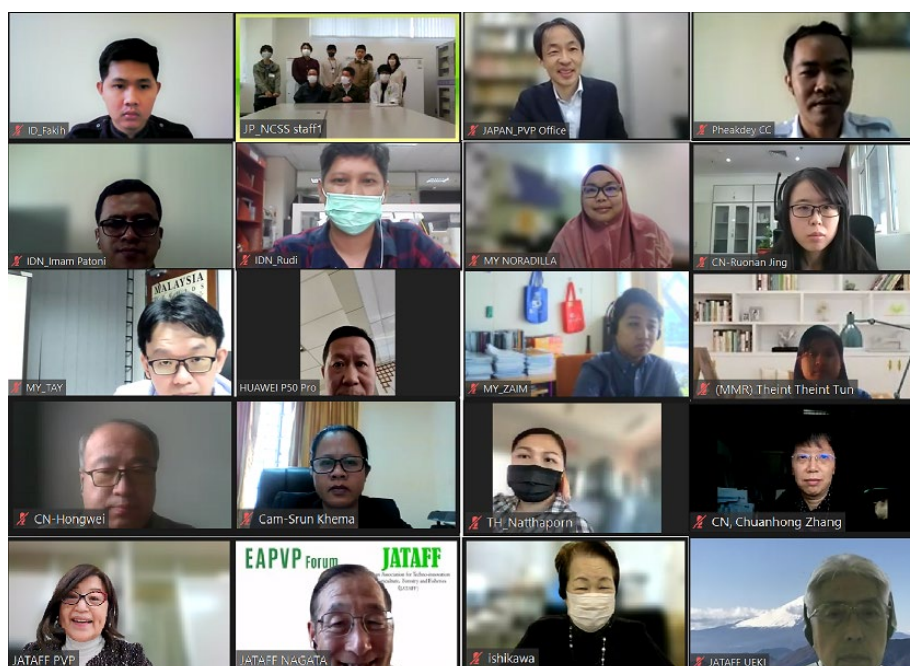 ID_Fakih
JP_NCSS staff1
JAPAN_PVP Office
Pheakdey CC
IDN_Imam Patoni
IDN_Rudi
MY NORADILLA
CN-Ruonan Jing
MALAYSIA
MY_TAY
HUAWEI P50 Pro
MY_ZAIM
(MMR) Theint Theint Tun
CN-Hongwei
Cam-Srun Khema
TH_Natthaporn
CN, Chuanhong Zhang
EAPVP Forum
JATAFF
JATAFF PVP
JATAFF NAGATA
ishikawa
JATAFF UEKI